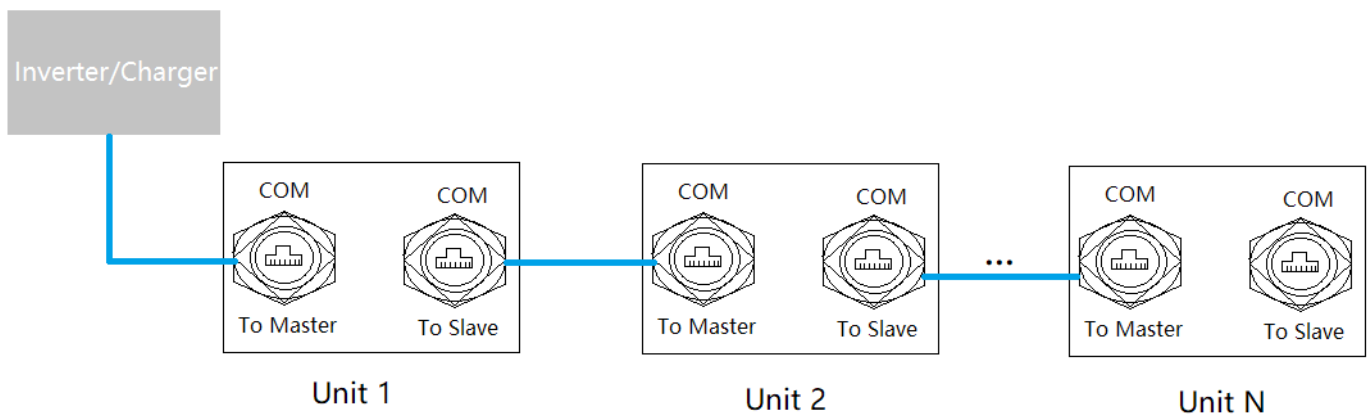 Inverter/Charger
COM
COM
To Master
To Slave
Unit 1
COM
COM
To Master
To Slave
Unit 2
...
COM
COM
To Master
To Slave
Unit N